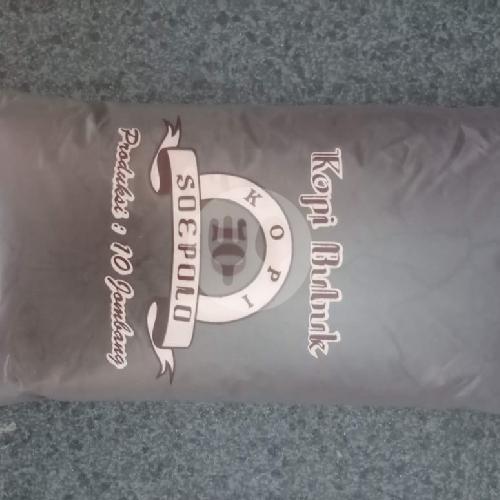 Kopi Bubuk
KOPI
SOEPOLO
Produksi : 10 Jombang